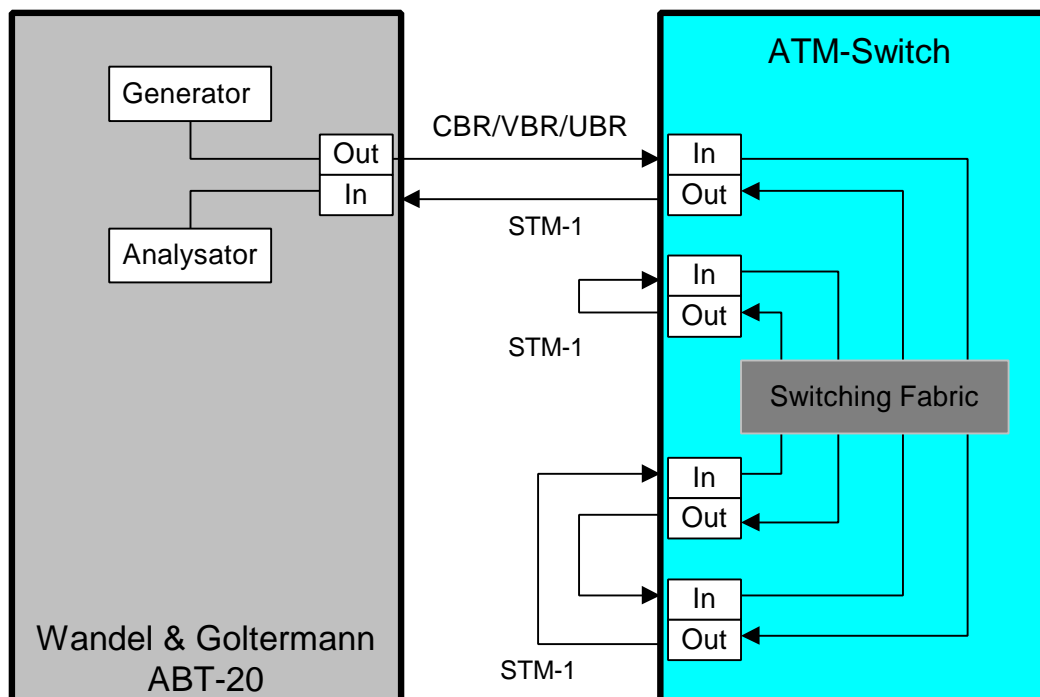 ATM-Switch
Generator
CBR/VBR/UBR
Out
In
In
Out
STM-1
Analysator
In
Out
STM-1
Switching Fabric
In
Out
In
Out
Wandel & Goltermann
ABT-20
STM-1